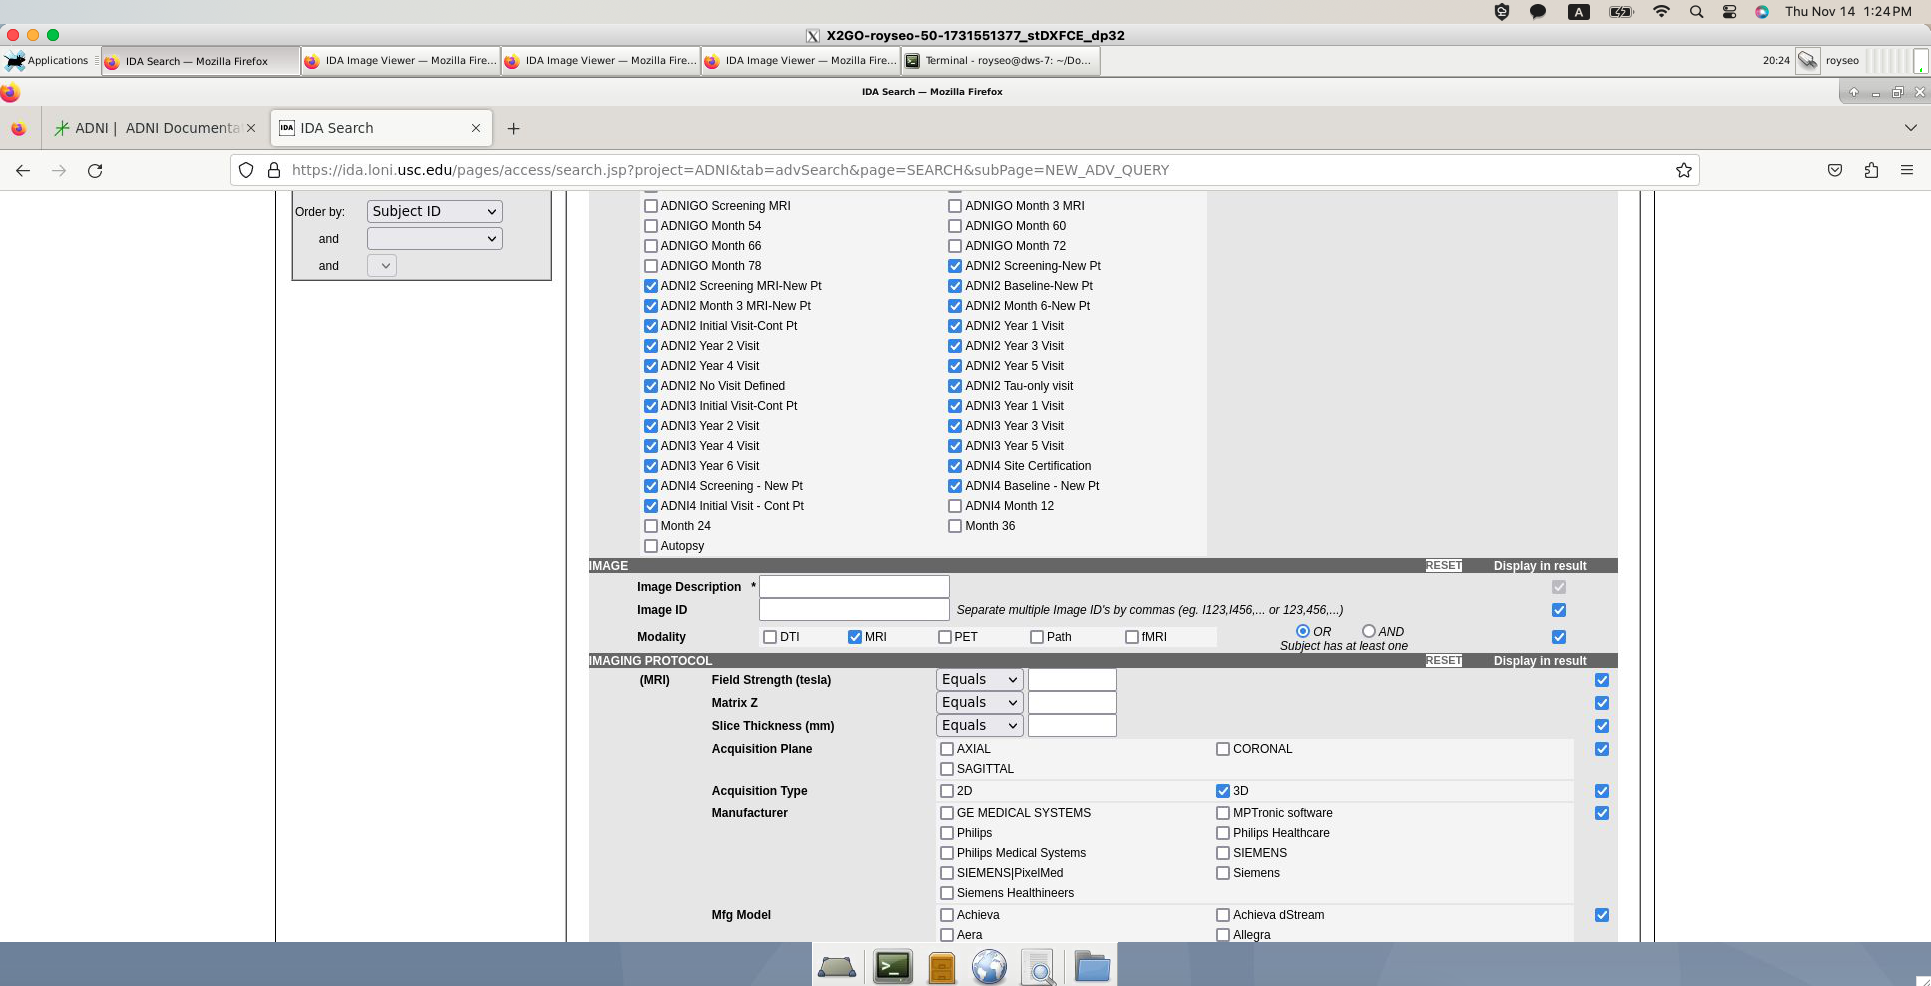 A
Thu Nov 14 1:24 PM
X2GO-royseo-50-1731551377_stDXFCE_dp32
Applications
IDA Search — Mozilla Firefox
IDA Image Viewer — Mozilla Fire...
IDA Image Viewer — Mozilla Fire...
IDA Image Viewer — Mozilla Fire...
Terminal - royseo@dws-7: ~/Do...
20:24
royseo
IDA Search — Mozilla Firefox
ADNI | ADNI Documenta
IDA
IDA Search
https://ida.loni.usc.edu/pages/access/search.jsp?project=ADNI&tab=advSearch&page=SEARCH&subPage=NEW_ADV_QUERY
Order by: Subject ID
and
and
ADNIGO Screening MRI ADNIGO Month 3 MRI
ADNIGO Month 54 ADNIGO Month 60
ADNIGO Month 66 ADNIGO Month 72
ADNIGO Month 78 ADNI2 Screening-New Pt
ADNI2 Screening MRI-New Pt ADNI2 Baseline-New Pt
ADNI2 Month 3 MRI-New Pt ADNI2 Month 6-New Pt
ADNI2 Initial Visit-Cont Pt ADNI2 Year 1 Visit
ADNI2 Year 2 Visit ADNI2 Year 3 Visit
ADNI2 Year 4 Visit ADNI2 Year 5 Visit
ADNI2 No Visit Defined ADNI2 Tau-only visit
ADNI3 Initial Visit-Cont Pt ADNI3 Year 1 Visit
ADNI3 Year 2 Visit ADNI3 Year 3 Visit
ADNI3 Year 4 Visit ADNI3 Year 5 Visit
ADNI3 Year 6 Visit ADNI4 Site Certification
ADNI4 Screening - New Pt ADNI4 Baseline - New Pt
ADNI4 Initial Visit - Cont Pt ADNI4 Month 12
Month 24 Month 36
Autopsy
IMAGE RESET Display in result
Image Description *
Image ID Separate multiple Image ID's by commas (eg. I123,I456,... or 123,456,...)
Modality DTI MRI PET Path fMRI OR AND
Subject has at least one
IMAGING PROTOCOL RESET Display in result
(MRI) Field Strength (tesla) Equals
Matrix Z Equals
Slice Thickness (mm) Equals
Acquisition Plane AXIAL CORONAL
SAGITTAL
Acquisition Type 2D 3D
Manufacturer GE MEDICAL SYSTEMS MPTronic software
Philips Philips Healthcare
Philips Medical Systems SIEMENS
SIEMENS|PixelMed Siemens
Siemens Healthineers
Mfg Model Achieva Achieva dStream
Aera Allegra